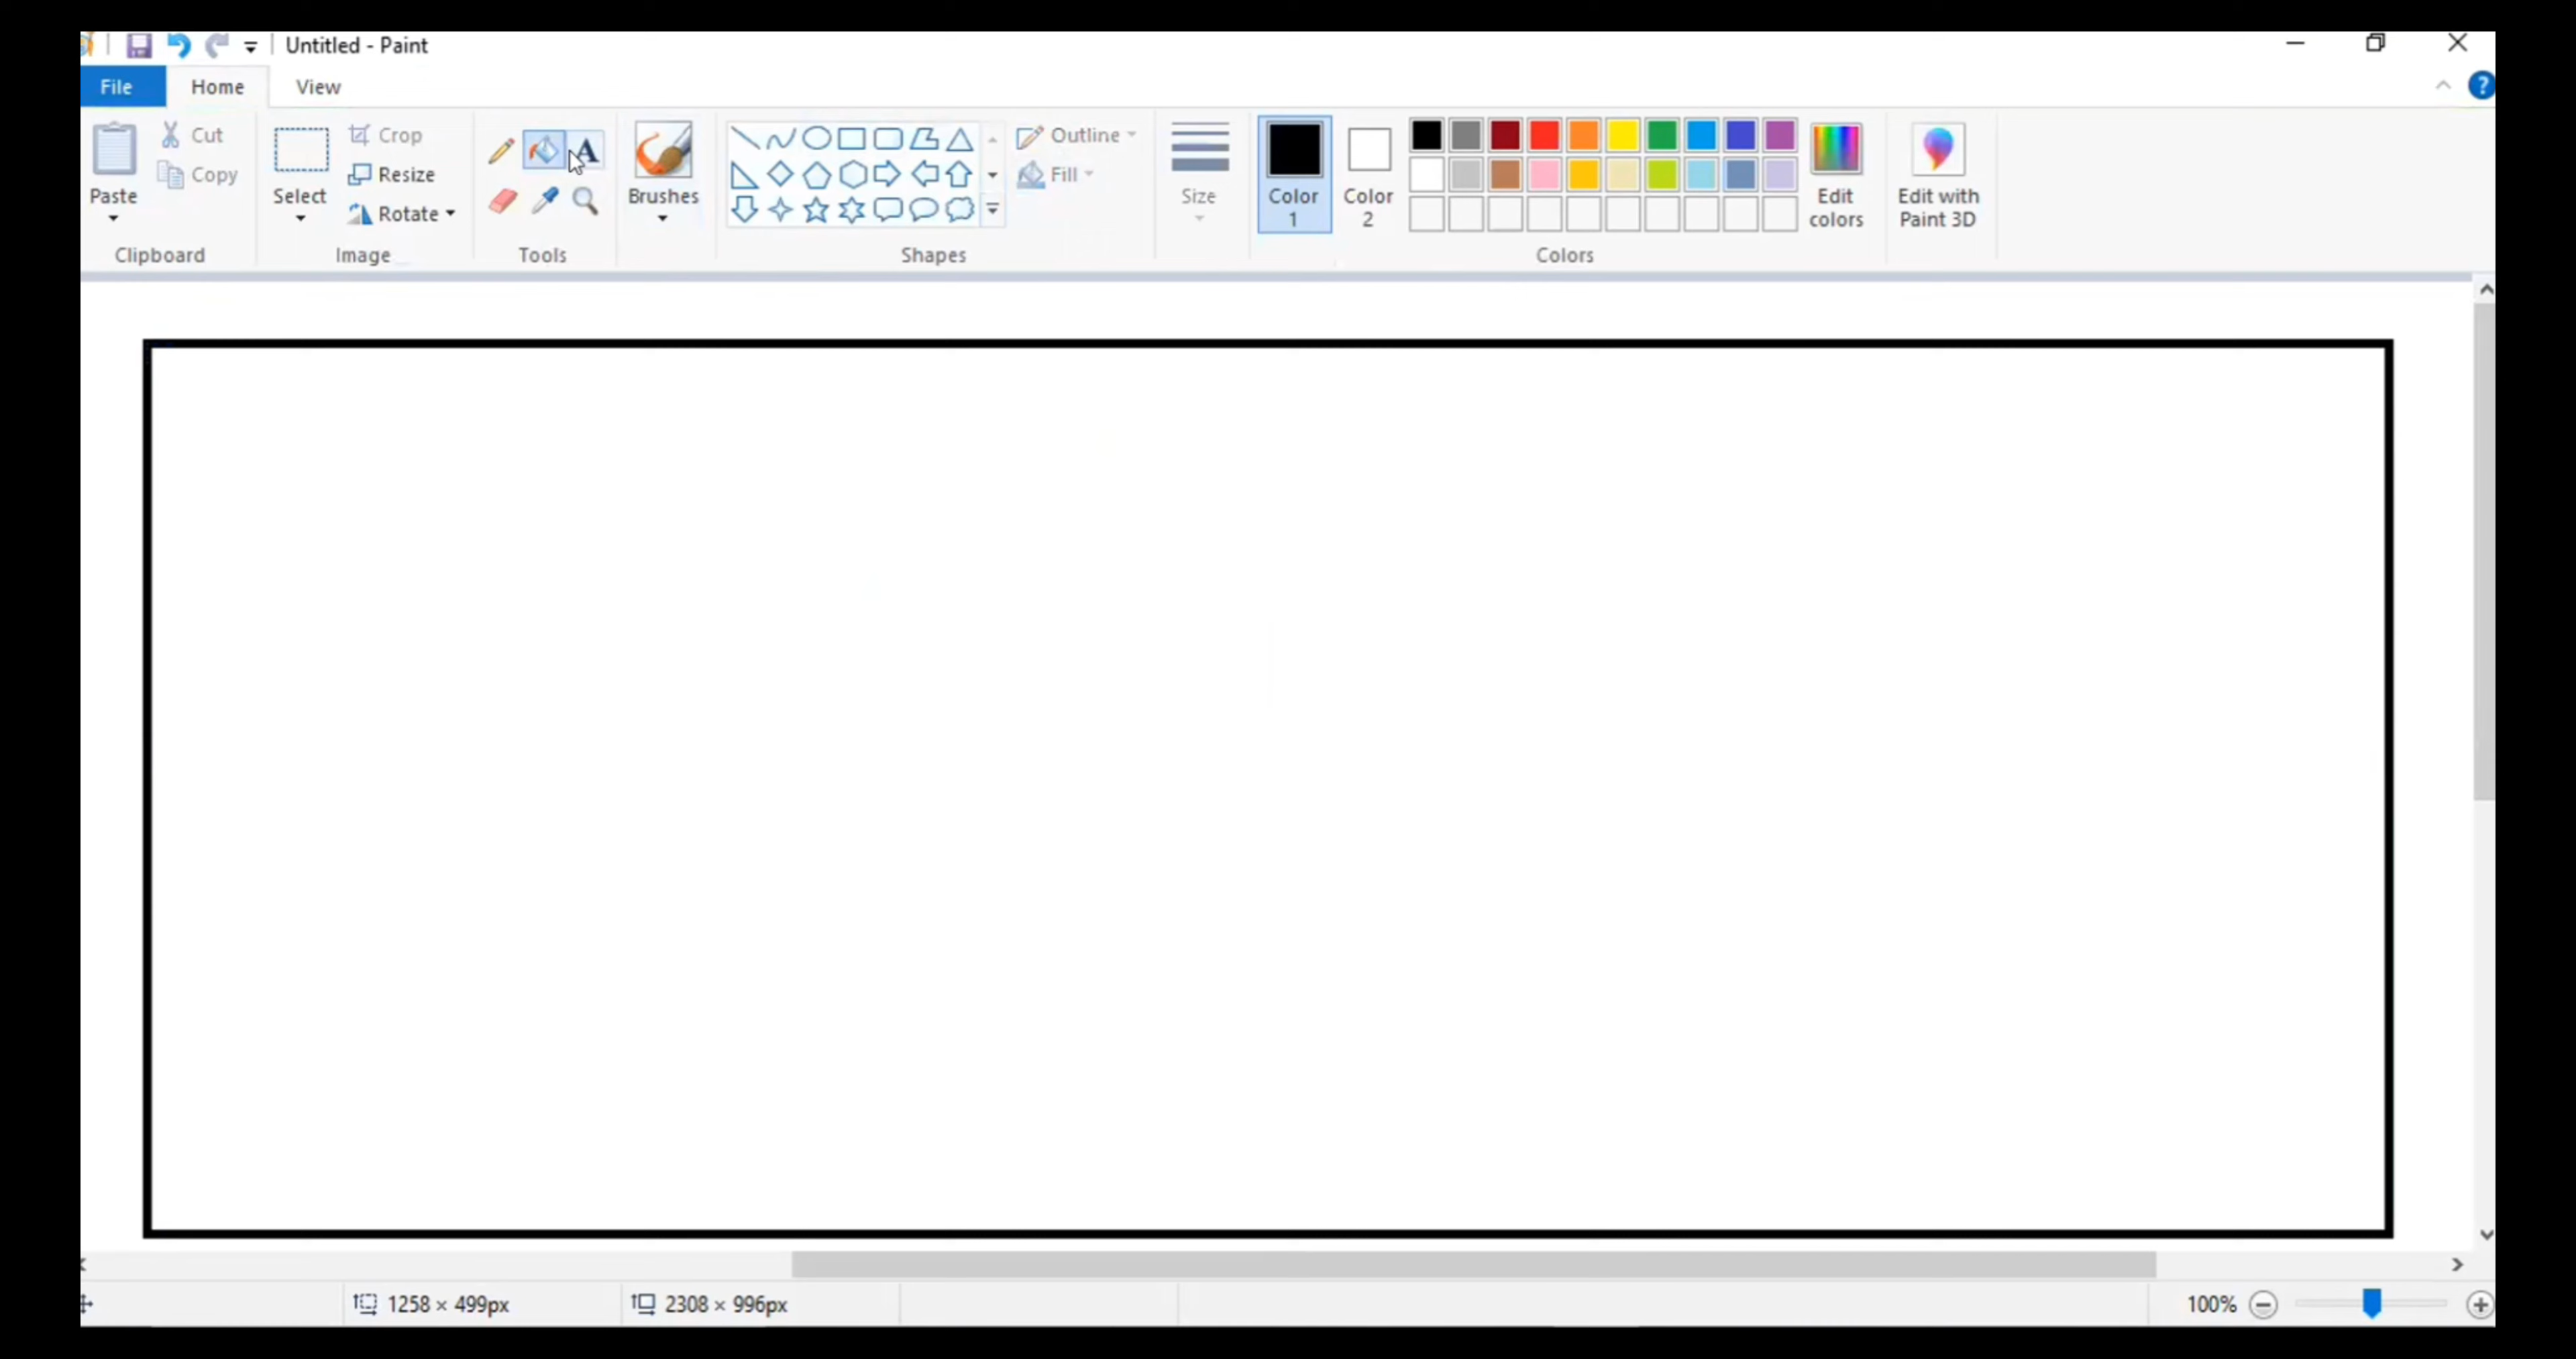 Untitled - Paint
File Home View ?
Paste Cut Copy Select Crop Resize Rotate A Brushes Outline Fill Size Color 1 Color 2 Edit colors Edit with Paint 3D
Clipboard Image Tools Shapes Colors
1258 × 499px 2308 × 996px 100%